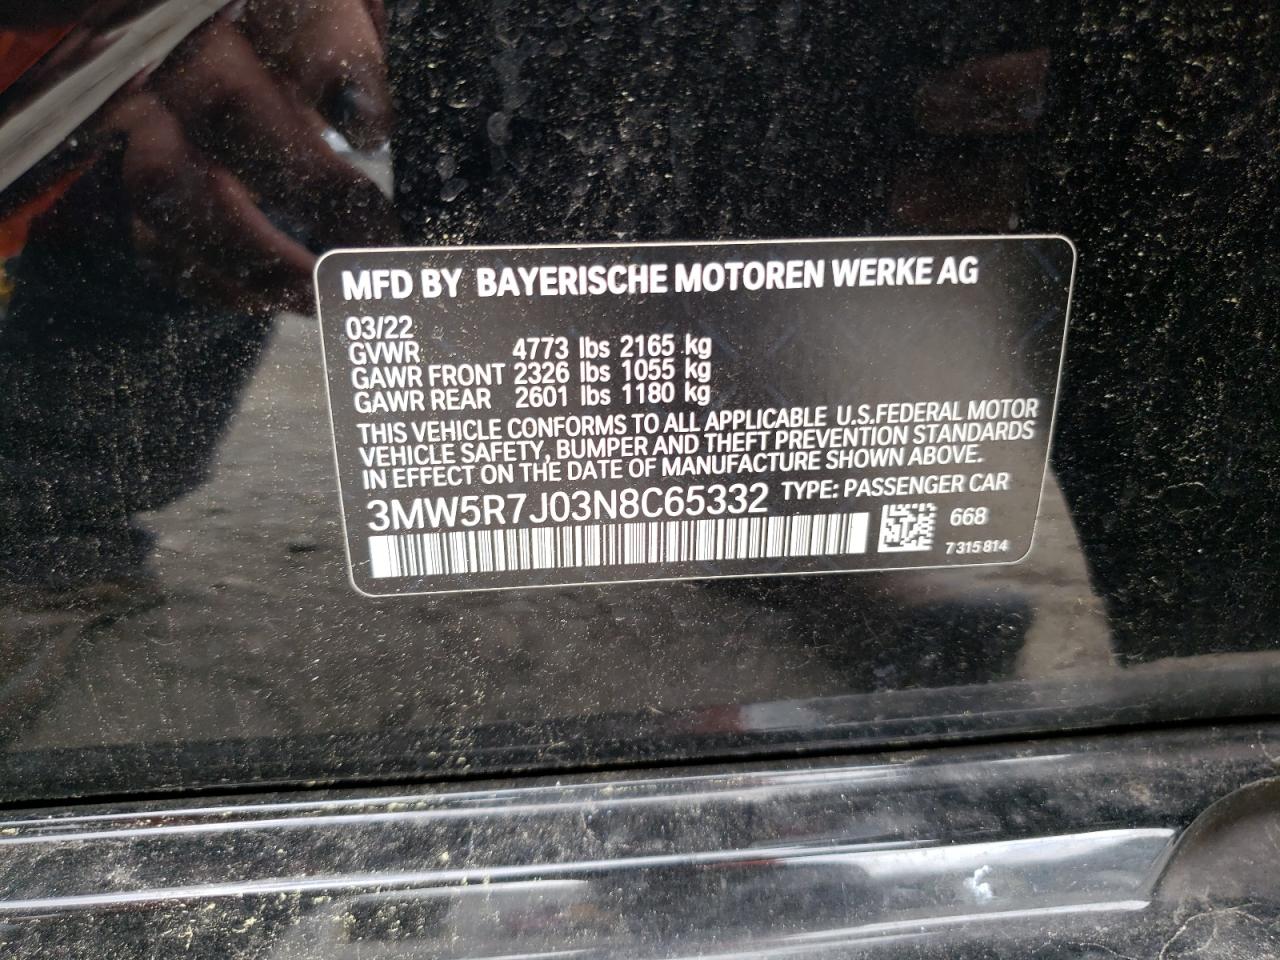 MFD BY BAYERISCHE MOTOREN WERKE AG
03/22
GVWR 4773 lbs 2165 kg
GAWR FRONT 2326 lbs 1055 kg
GAWR REAR 2601 lbs 1180 kg
THIS VEHICLE CONFORMS TO ALL APPLICABLE U.S.FEDERAL MOTOR
VEHICLE SAFETY, BUMPER AND THEFT PREVENTION STANDARDS
IN EFFECT ON THE DATE OF MANUFACTURE SHOWN ABOVE.
3MW5R7J03N8C65332 TYPE: PASSENGER CAR
668
7 315 814